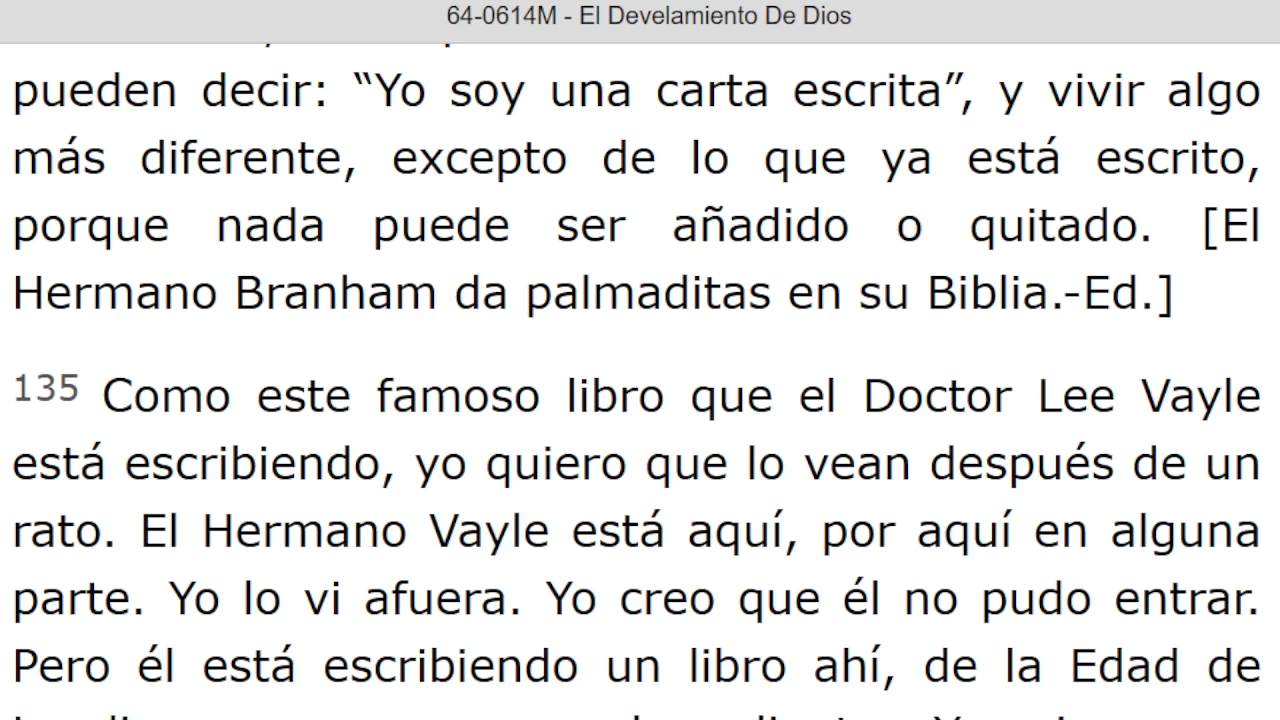 64-0614M - El Develamiento De Dios
pueden decir: “Yo soy una carta escrita”, y vivir algo
más diferente, excepto de lo que ya está escrito,
porque nada puede ser añadido o quitado. [El
Hermano Branham da palmaditas en su Biblia.-Ed.]
135 Como este famoso libro que el Doctor Lee Vayle
está escribiendo, yo quiero que lo vean después de un
rato. El Hermano Vayle está aquí, por aquí en alguna
parte. Yo lo vi afuera. Yo creo que él no pudo entrar.
Pero él está escribiendo un libro ahí, de la Edad de